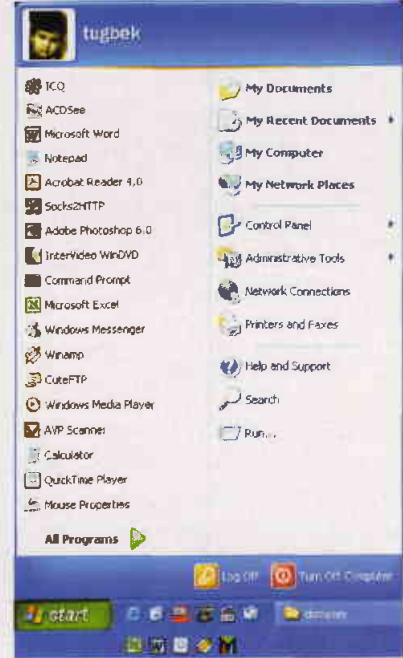 tugbek
ICQ
ACDSee
Microsoft Word
Notepad
Acrobat Reader 4,0
Socks2HTTP
Adobe Photoshop 6.0
InterVideo WinDVD
Command Prompt
Microsoft Excel
Windows Messenger
Winamp
CuteFTP
Windows Media Player
AVP Scanner
Calculator
QuickTime Player
Mouse Properties
All Programs
My Documents
My Recent Documents
My Computer
My Network Places
Control Panel
Administrative Tools
Network Connections
Printers and Faxes
Help and Support
Search
Run...
Log Off
Turn Off Computer
start